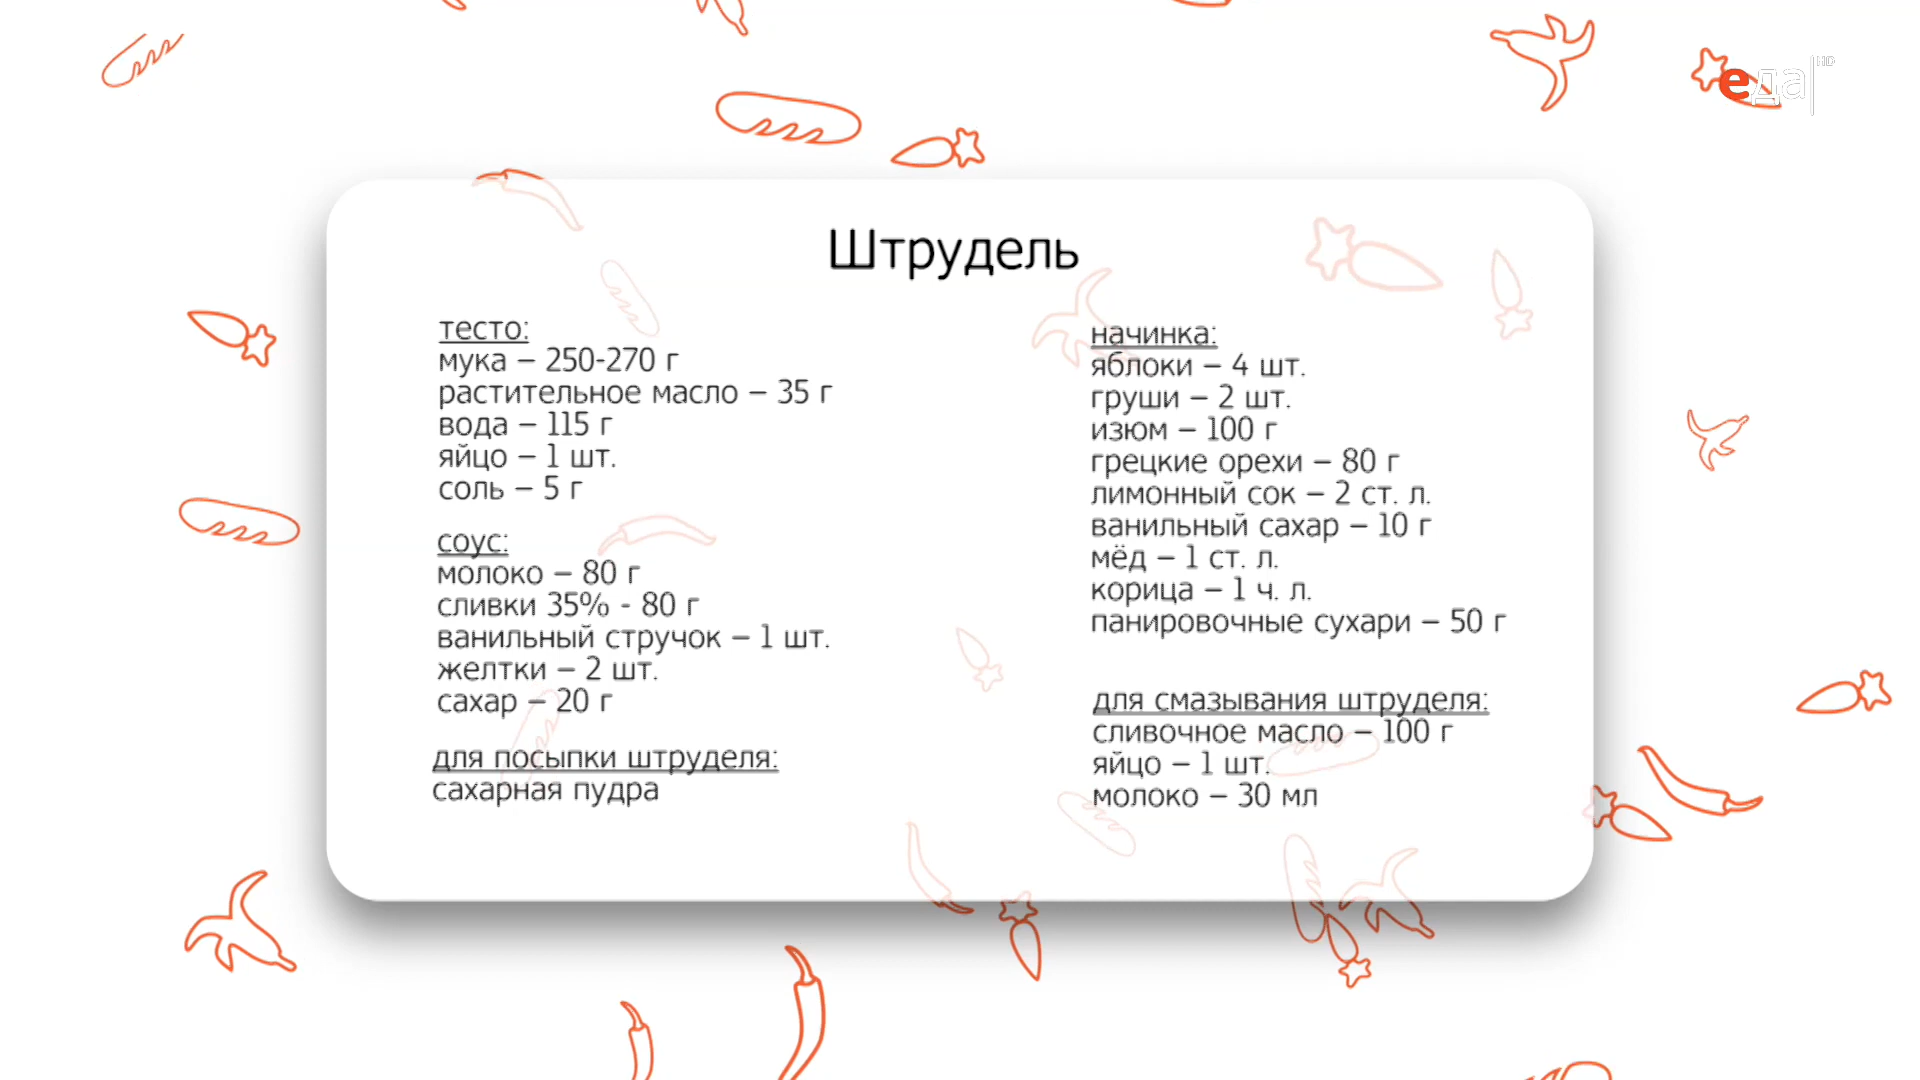 еда HD
Штрудель
тесто:
мука – 250-270 г
растительное масло – 35 г
вода – 115 г
яйцо – 1 шт.
соль – 5 г
соус:
молоко – 80 г
сливки 35% - 80 г
ванильный стручок – 1 шт.
желтки – 2 шт.
сахар – 20 г
для посыпки штруделя:
сахарная пудра
начинка:
яблоки – 4 шт.
груши – 2 шт.
изюм – 100 г
грецкие орехи – 80 г
лимонный сок – 2 ст. л.
ванильный сахар – 10 г
мёд – 1 ст. л.
корица – 1 ч. л.
панировочные сухари – 50 г
для смазывания штруделя:
сливочное масло – 100 г
яйцо – 1 шт.
молоко – 30 мл